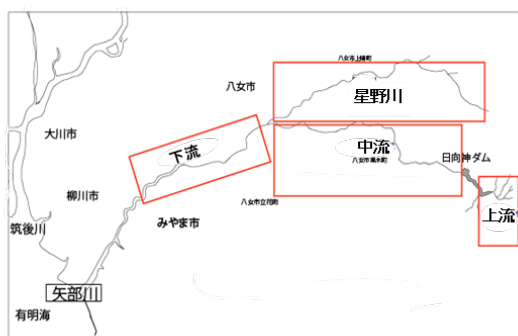 八女市上陽町
八女市
星野川
大川市
下流
中流
八女市黒木町
日向神ダム
柳川市
八女市立花町
上流
みやま市
筑後川
矢部川
有明海